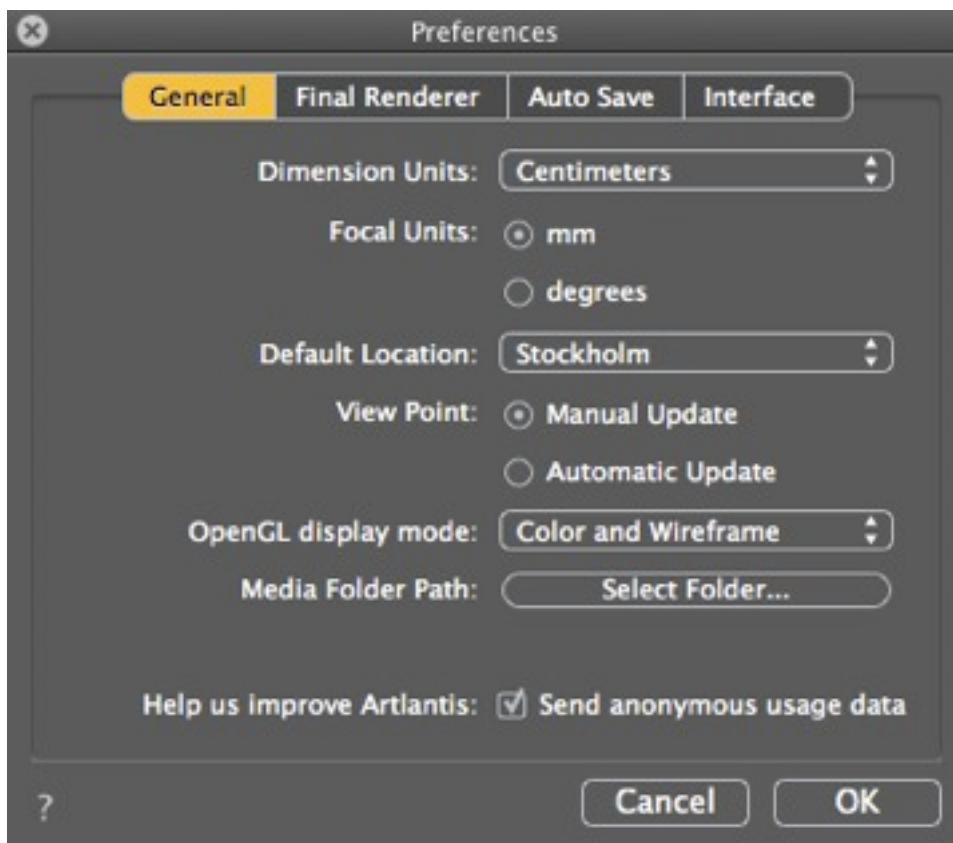 Preferences
General Final Renderer Auto Save Interface
Dimension Units: Centimeters
Focal Units: mm
degrees
Default Location: Stockholm
View Point: Manual Update
Automatic Update
OpenGL display mode: Color and Wireframe
Media Folder Path: Select Folder...
Help us improve Artlantis: Send anonymous usage data
? Cancel OK